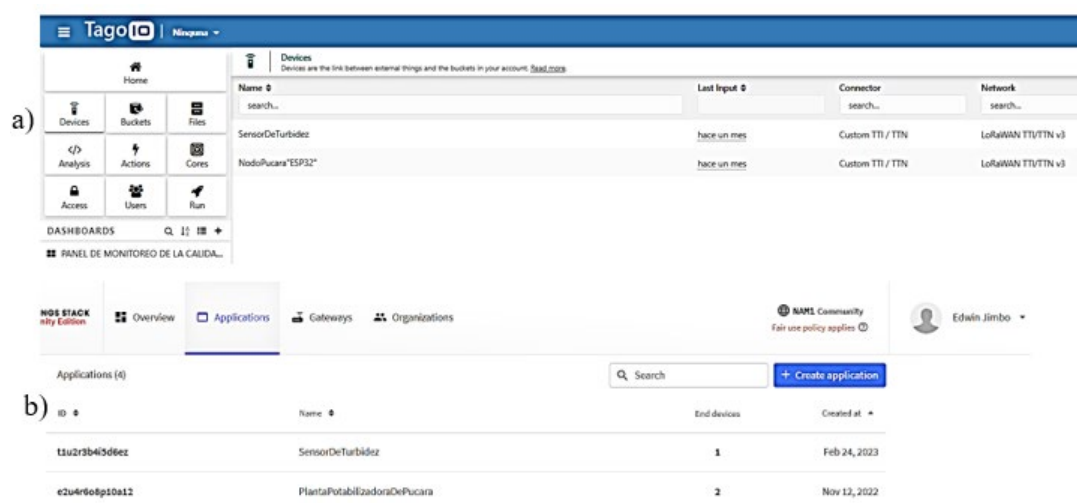 Tago IO | Ninguna
Home
Devices Buckets Files
Analysis Actions Cores
Access Users Run
DASHBOARDS
PANEL DE MONITOREO DE LA CALIDA...
Devices
Devices are the link between external things and the buckets in your account. Read more.
Name Last Input Connector Network
search... search... search...
SensorDeTurbidez hace un mes Custom TTI / TTN LoRaWAN TTI/TTN v3
NodoPucara"ESP32" hace un mes Custom TTI / TTN LoRaWAN TTI/TTN v3
a)
NGS STACK
nity Edition
Overview Applications Gateways Organizations
NAM1 Community
Fair use policy applies
Edwin Jimbo
Applications (4) Search + Create application
b)
ID Name End devices Created at
t1u2r3b4i5d6ez SensorDeTurbidez 1 Feb 24, 2023
e2u4r6o8p10a12 PlantaPotabilizadoraDePucara 2 Nov 12, 2022